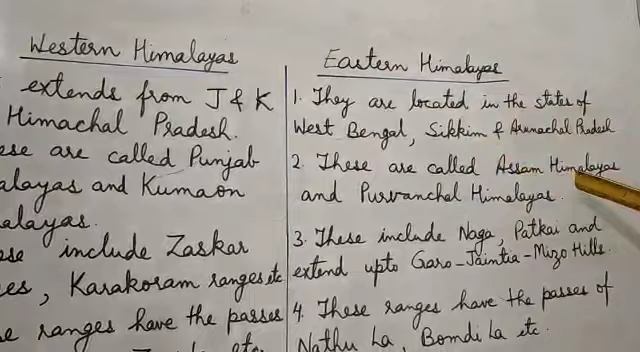 Western Himalayas
extends from J & K
Himachal Pradesh.
ese are called Punjab
alayas and Kumaon
alayas.
ese include Zaskar
es, Karakoram ranges etc
e ranges have the passes
etc
Eastern Himalayas
1. They are located in the states of
West Bengal, Sikkim & Arunachal Pradesh
2. These are called Assam Himalayas
and Purvanchal Himalayas.
3. These include Naga, Patkai and
extend upto Garo-Jaintia-Mizo Hills.
4. These ranges have the passes of
Nathu La, Bomdi La etc.